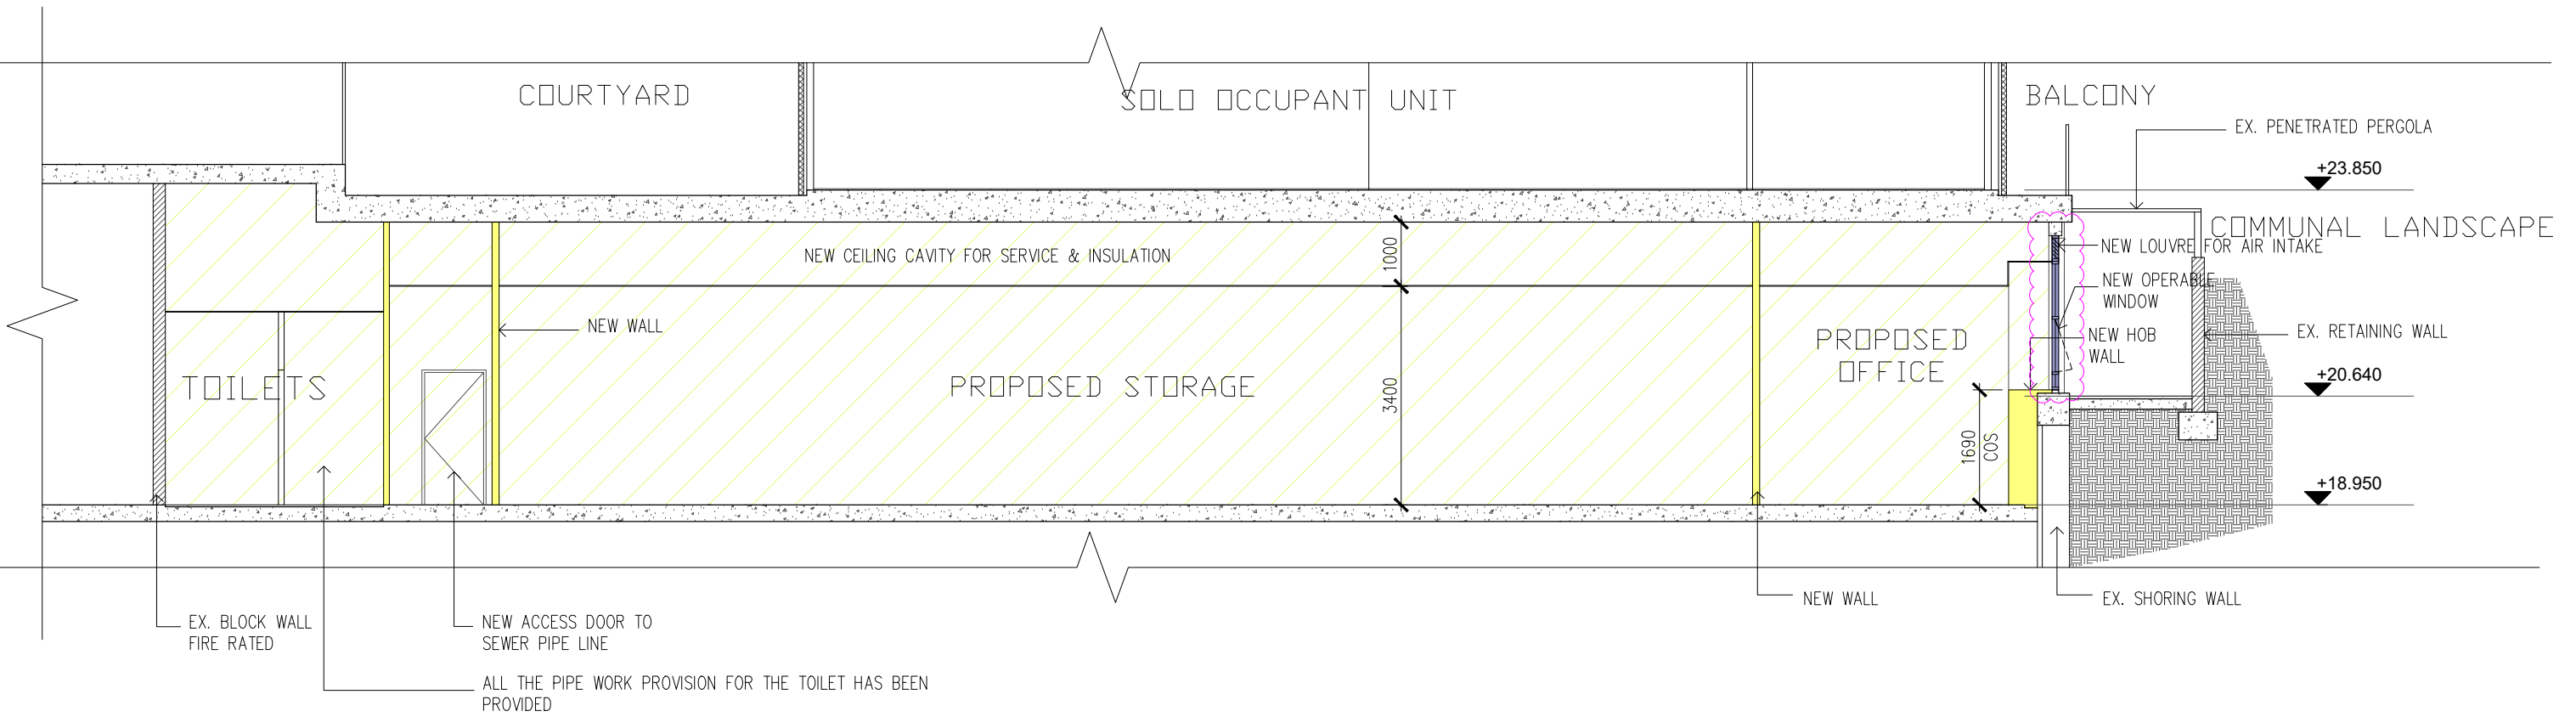 COURTYARD
SOLO OCCUPANT UNIT
BALCONY
EX. PENETRATED PERGOLA
+23.850
COMMUNAL LANDSCAPE
NEW LOUVRE FOR AIR INTAKE
NEW CEILING CAVITY FOR SERVICE & INSULATION
1000
NEW OPERABLE
WINDOW
NEW WALL
PROPOSED
OFFICE
NEW HOB
WALL
EX. RETAINING WALL
TOILETS
PROPOSED STORAGE
3400
+20.640
1690
COS
+18.950
NEW WALL
EX. SHORING WALL
EX. BLOCK WALL
FIRE RATED
NEW ACCESS DOOR TO
SEWER PIPE LINE
ALL THE PIPE WORK PROVISION FOR THE TOILET HAS BEEN
PROVIDED